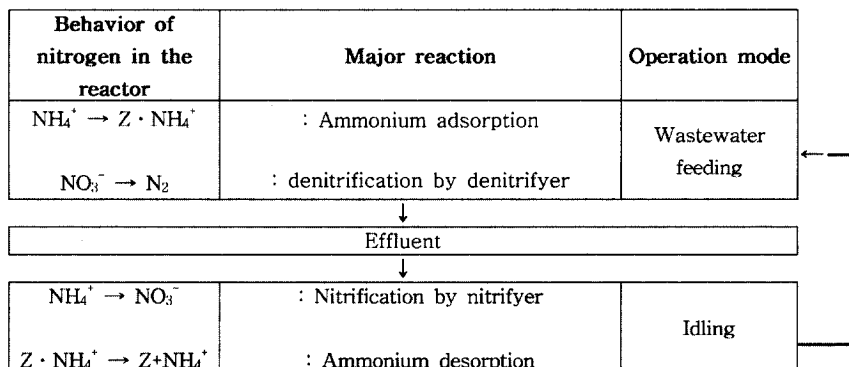 Behavior of
nitrogen in the
reactor
Major reaction
Operation mode
NH₄⁺ → Z · NH₄⁺
: Ammonium adsorption
NO₃⁻ → N₂
: denitrification by denitrifyer
Wastewater
feeding
←
↓
Effluent
↓
NH₄⁺ → NO₃⁻
: Nitrification by nitrifyer
Z · NH₄⁺ → Z+NH₄⁺
: Ammonium desorption
Idling